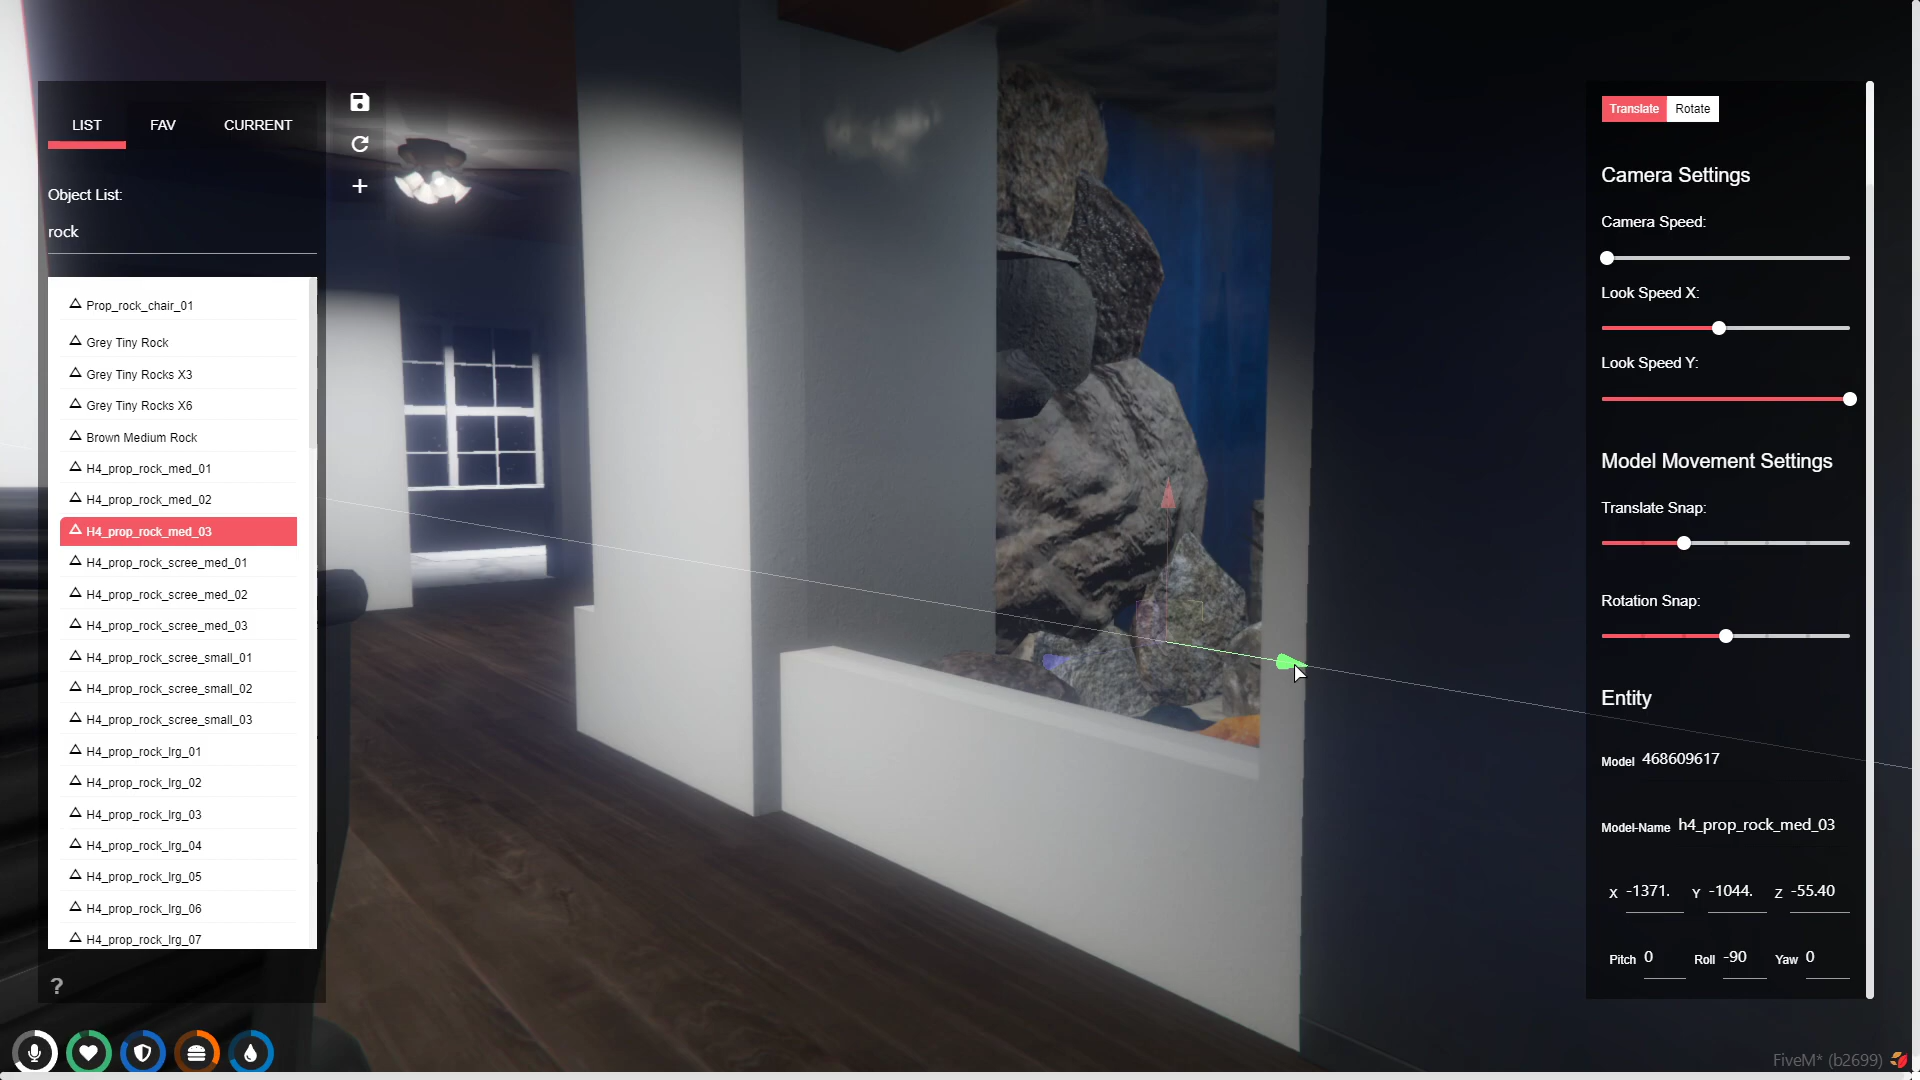 LIST FAV CURRENT
Object List:
rock
Prop_rock_chair_01
Grey Tiny Rock
Grey Tiny Rocks X3
Grey Tiny Rocks X6
Brown Medium Rock
H4_prop_rock_med_01
H4_prop_rock_med_02
H4_prop_rock_med_03
H4_prop_rock_scree_med_01
H4_prop_rock_scree_med_02
H4_prop_rock_scree_med_03
H4_prop_rock_scree_small_01
H4_prop_rock_scree_small_02
H4_prop_rock_scree_small_03
H4_prop_rock_lrg_01
H4_prop_rock_lrg_02
H4_prop_rock_lrg_03
H4_prop_rock_lrg_04
H4_prop_rock_lrg_05
H4_prop_rock_lrg_06
H4_prop_rock_lrg_07
?
Translate Rotate
Camera Settings
Camera Speed:
Look Speed X:
Look Speed Y:
Model Movement Settings
Translate Snap:
Rotation Snap:
Entity
Model 468609617
Model-Name h4_prop_rock_med_03
X -1371. Y -1044. Z -55.40
Pitch 0 Roll -90 Yaw 0
FiveM* (b2699)